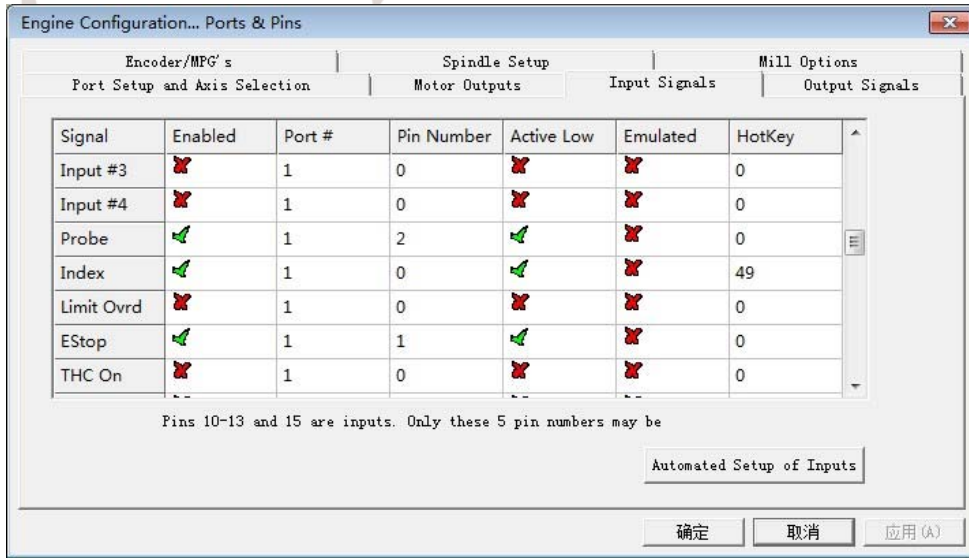 Engine Configuration... Ports & Pins
Encoder/MPG's Spindle Setup Mill Options
Port Setup and Axis Selection Motor Outputs Input Signals Output Signals
Signal Enabled Port # Pin Number Active Low Emulated HotKey
Input #3 1 0 0
Input #4 1 0 0
Probe 1 2 0
Index 1 0 49
Limit Ovrd 1 0 0
EStop 1 1 0
THC On 1 0 0
Pins 10-13 and 15 are inputs. Only these 5 pin numbers may be
Automated Setup of Inputs
确定 取消 应用(A)